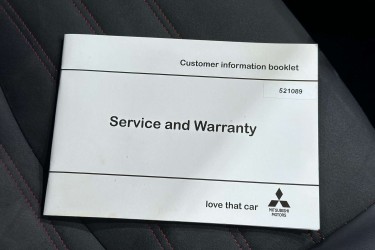 Customer information booklet
521089
Service and Warranty
love that car
MITSUBISHI
MOTORS